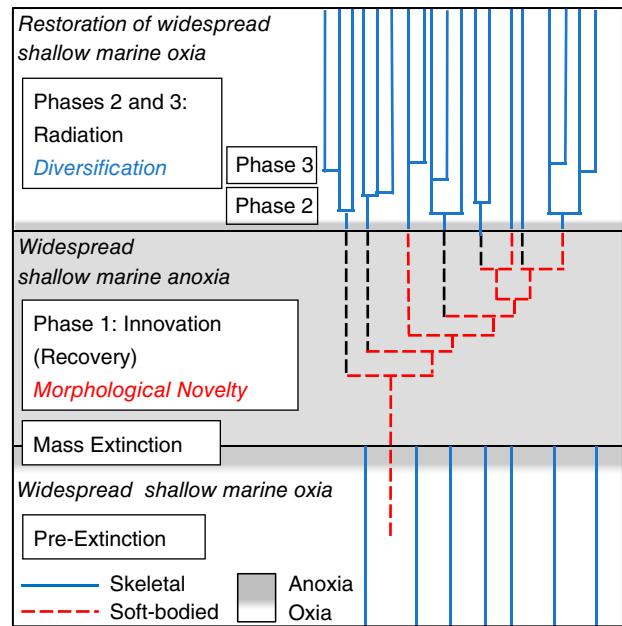 Restoration of widespread
shallow marine oxia
Phases 2 and 3:
Radiation
Diversification
Phase 3
Phase 2
Widespread
shallow marine anoxia
Phase 1: Innovation
(Recovery)
Morphological Novelty
Mass Extinction
Widespread shallow marine oxia
Pre-Extinction
Skeletal
Soft-bodied
Anoxia
Oxia